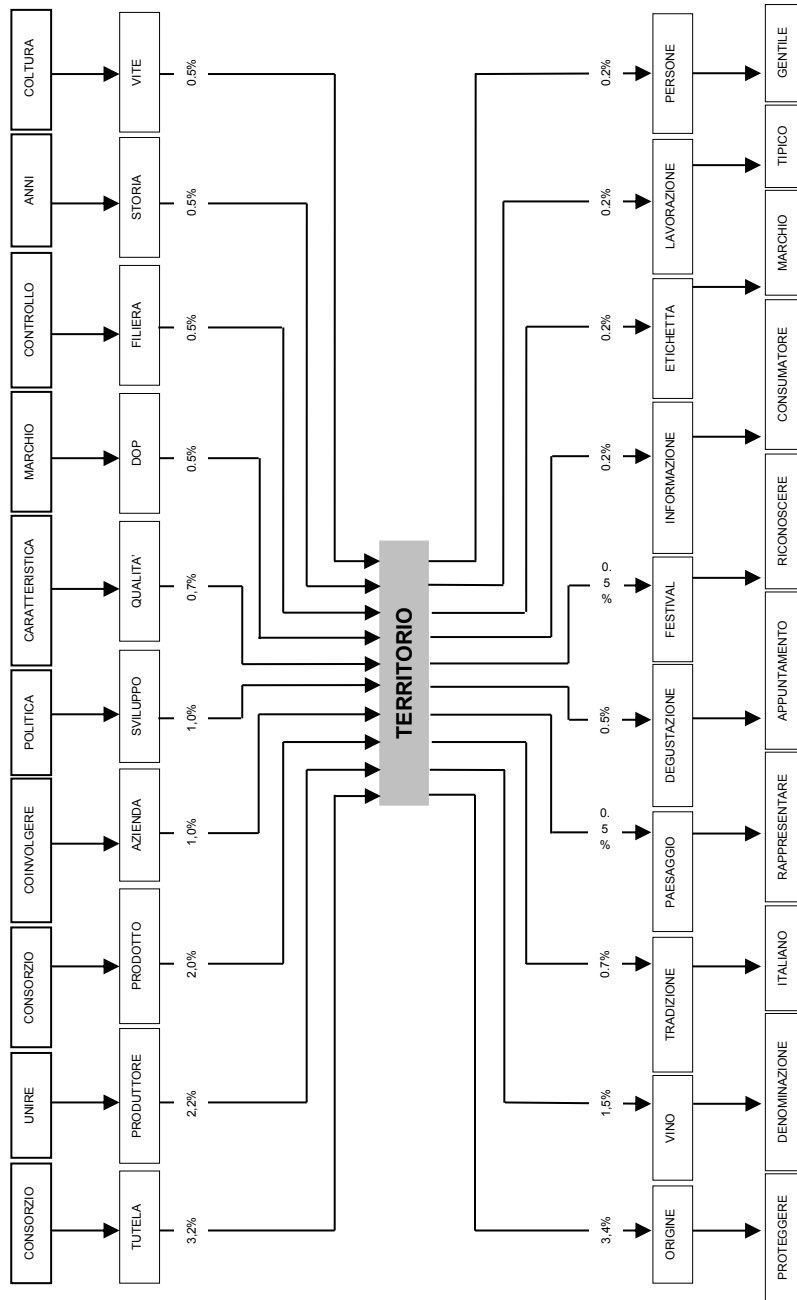 CONSORZIO
UNIRE
CONSORZIO
COINVOLGERE
POLITICA
CARATTERISTICA
MARCHIO
CONTROLLO
ANNI
COLTURA
TUTELA
PRODUTTORE
PRODOTTO
AZIENDA
SVILUPPO
QUALITA'
DOP
FILIERA
STORIA
VITE
3,2%
2,2%
2,0%
1,0%
1,0%
0,7%
0.5%
0.5%
0.5%
0.5%
TERRITORIO
3,4%
1,5%
0.7%
0.
5
%
0.5%
0.
5
%
0.2%
0.2%
0.2%
0.2%
ORIGINE
VINO
TRADIZIONE
PAESAGGIO
DEGUSTAZIONE
FESTIVAL
INFORMAZIONE
ETICHETTA
LAVORAZIONE
PERSONE
PROTEGGERE
DENOMINAZIONE
ITALIANO
RAPPRESENTARE
APPUNTAMENTO
RICONOSCERE
CONSUMATORE
MARCHIO
TIPICO
GENTILE